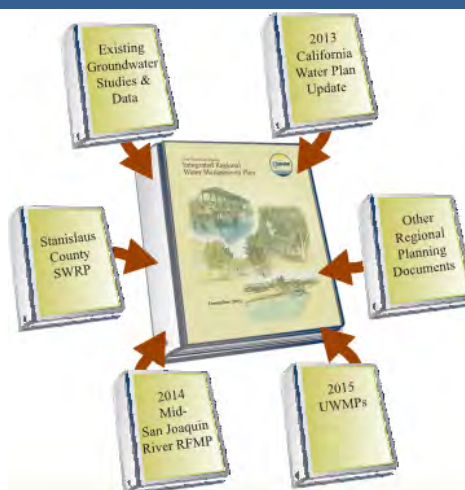 Existing
Groundwater
Studies &
Data
2013
California
Water Plan
Update
Integrated Regional
Water Management Plan
Stanislaus
County
SWRP
Other
Regional
Planning
Documents
2014
Mid-
San Joaquin
River RFMP
2015
UWMPs